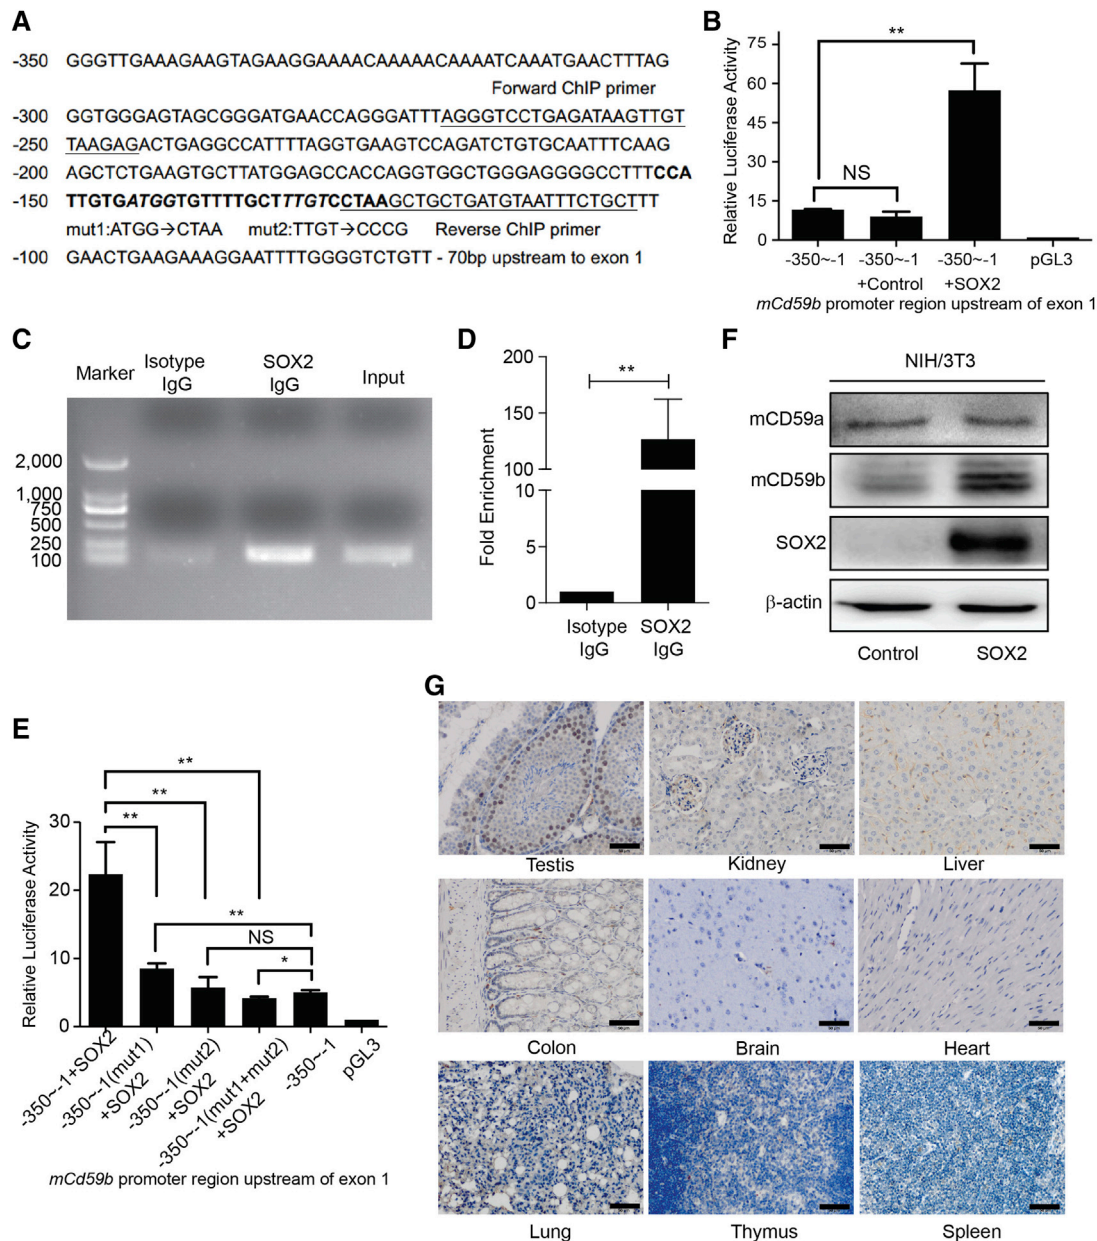 A
-350 GGGTTGAAAGAAGTAGAAGGAAAACAAAAACAAAATCAAATGAACTTTAG
Forward ChIP primer
-300 GGTGGGAGTAGCGGGATGAACCAGGGATTTAGGGTCCTGAGATAAGTTGT
-250 TAAGAGACTGAGGCCATTTTAGGTGAAGTCCAGATCTGTGCAATTTCAAG
-200 AGCTCTGAAGTGCTTATGGAGCCACCAGGTGGCTGGGAGGGGCCTTTCCA
-150 TTGTGATGGTGTTTTGCTTTGTCCTAAGCTGCTGATGTAATTTCTGCTTT
mut1:ATGG→CTAA mut2:TTGT→CCCG Reverse ChIP primer
-100 GAACTGAAGAAAGGAATTTTGGGGTCTGTT - 70bp upstream to exon 1
B
Relative Luciferase Activity
75
60
45
30
15
0
**
NS
-350~-1
-350~-1
+Control
-350~-1
+SOX2
pGL3
mCd59b promoter region upstream of exon 1
C
Marker
Isotype
IgG
SOX2
IgG
Input
2,000
1,000
750
500
250
100
D
Fold Enrichment
200
150
100
10
5
0
**
Isotype
IgG
SOX2
IgG
F
NIH/3T3
mCD59a
mCD59b
SOX2
β-actin
Control
SOX2
E
Relative Luciferase Activity
30
20
10
0
**
**
**
**
NS
*
-350~-1+SOX2
-350~-1(mut1)
+SOX2
-350~-1(mut2)
+SOX2
-350~-1(mut1+mut2)
+SOX2
-350~-1
pGL3
mCd59b promoter region upstream of exon 1
G
Testis
Kidney
Liver
Colon
Brain
Heart
Lung
Thymus
Spleen